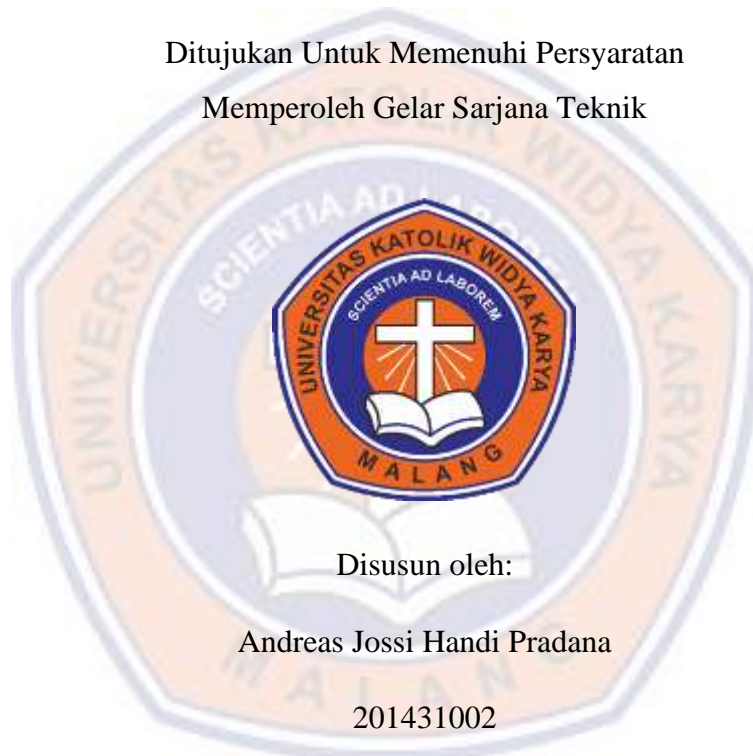 Ditujukan Untuk Memenuhi Persyaratan
Memperoleh Gelar Sarjana Teknik
UNIVERSITAS KATOLIK WIDYA KARYA
SCIENTIA AD LABOREM
MALANG
Disusun oleh:
Andreas Jossi Handi Pradana
201431002